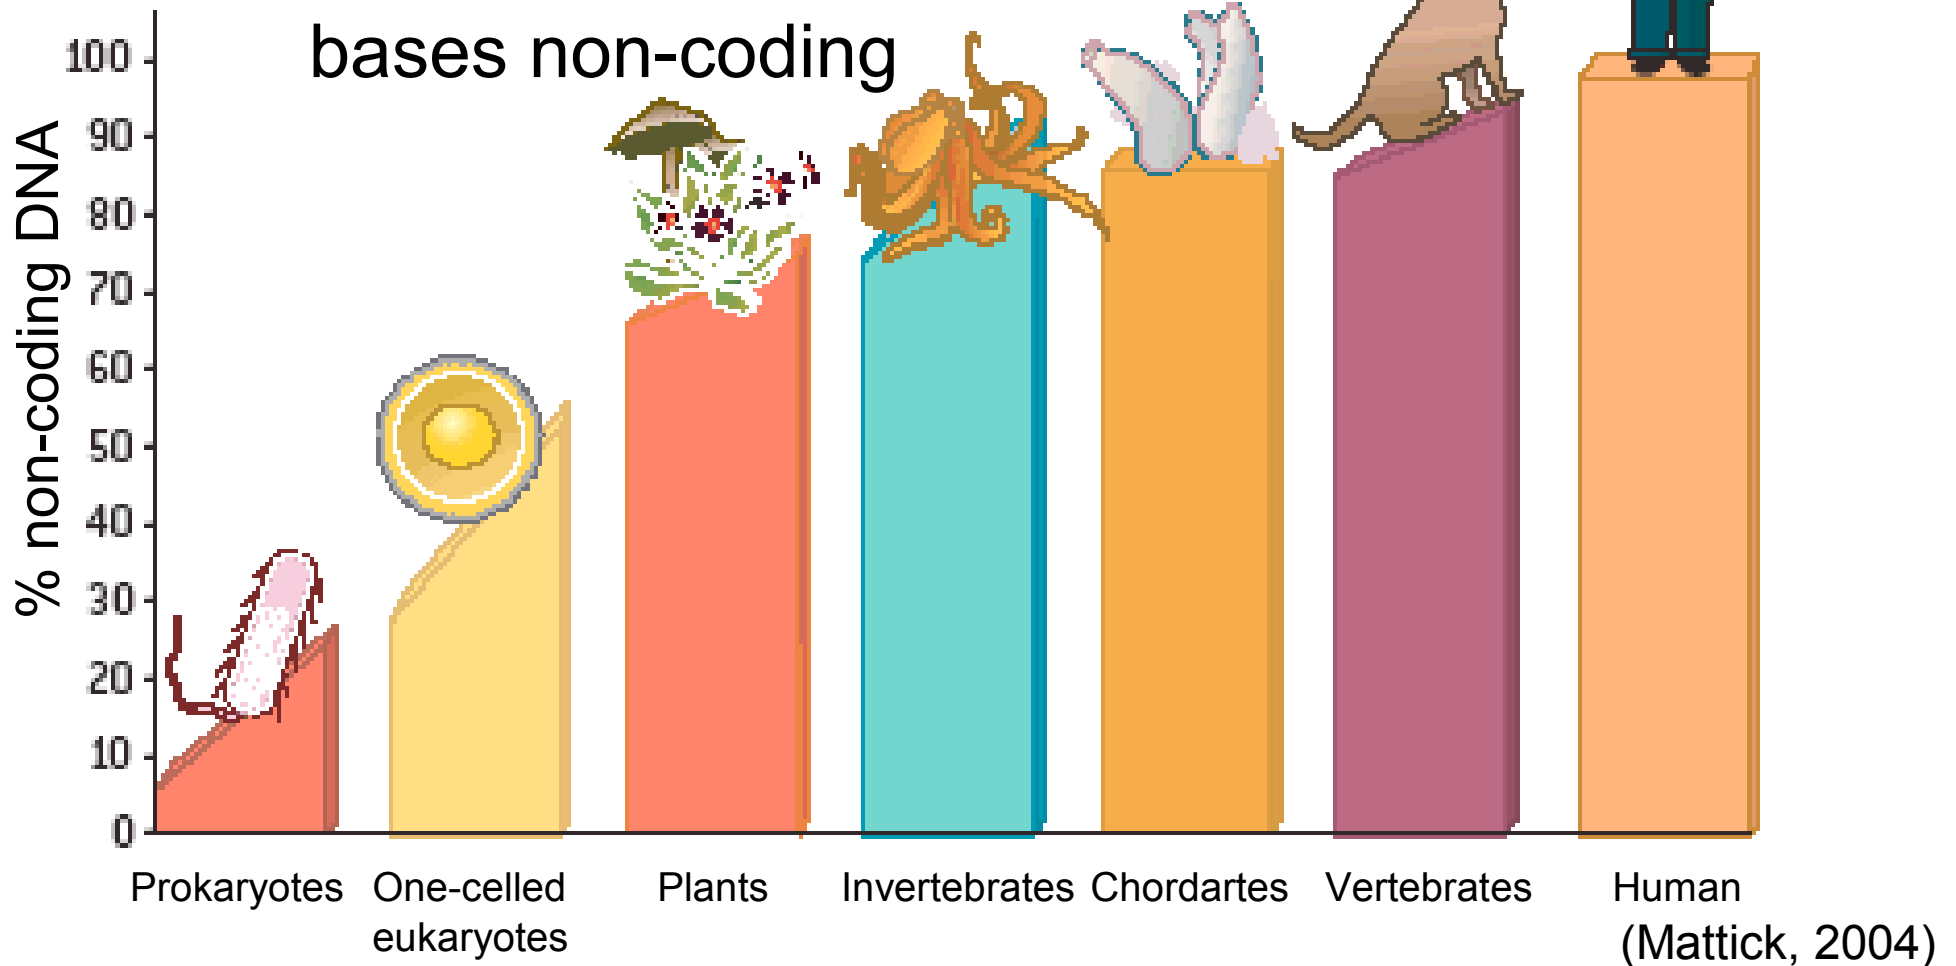 bases non-coding
% non-coding DNA
100
90
80
70
60
50
40
30
20
10
0
Prokaryotes
One-celled
eukaryotes
Plants
Invertebrates
Chordartes
Vertebrates
Human
(Mattick, 2004)